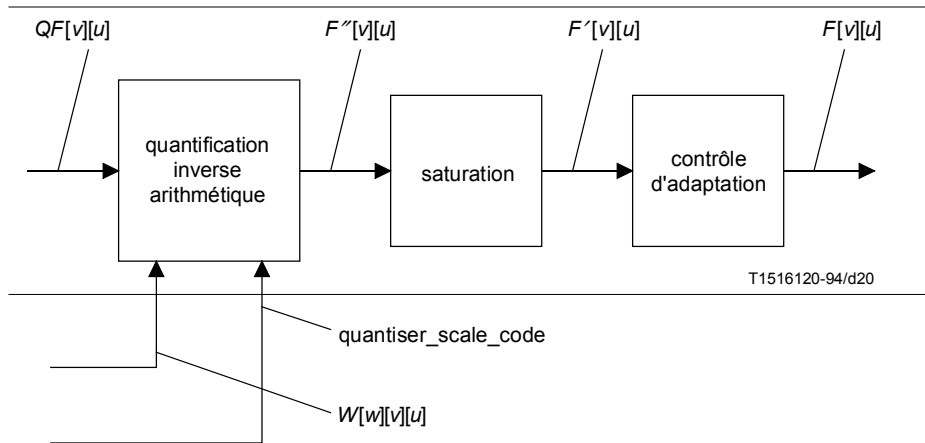 QF[v][u]
F″[v][u]
F′[v][u]
F[v][u]
quantification
inverse
arithmétique
saturation
contrôle
d'adaptation
T1516120-94/d20
quantiser_scale_code
W[w][v][u]